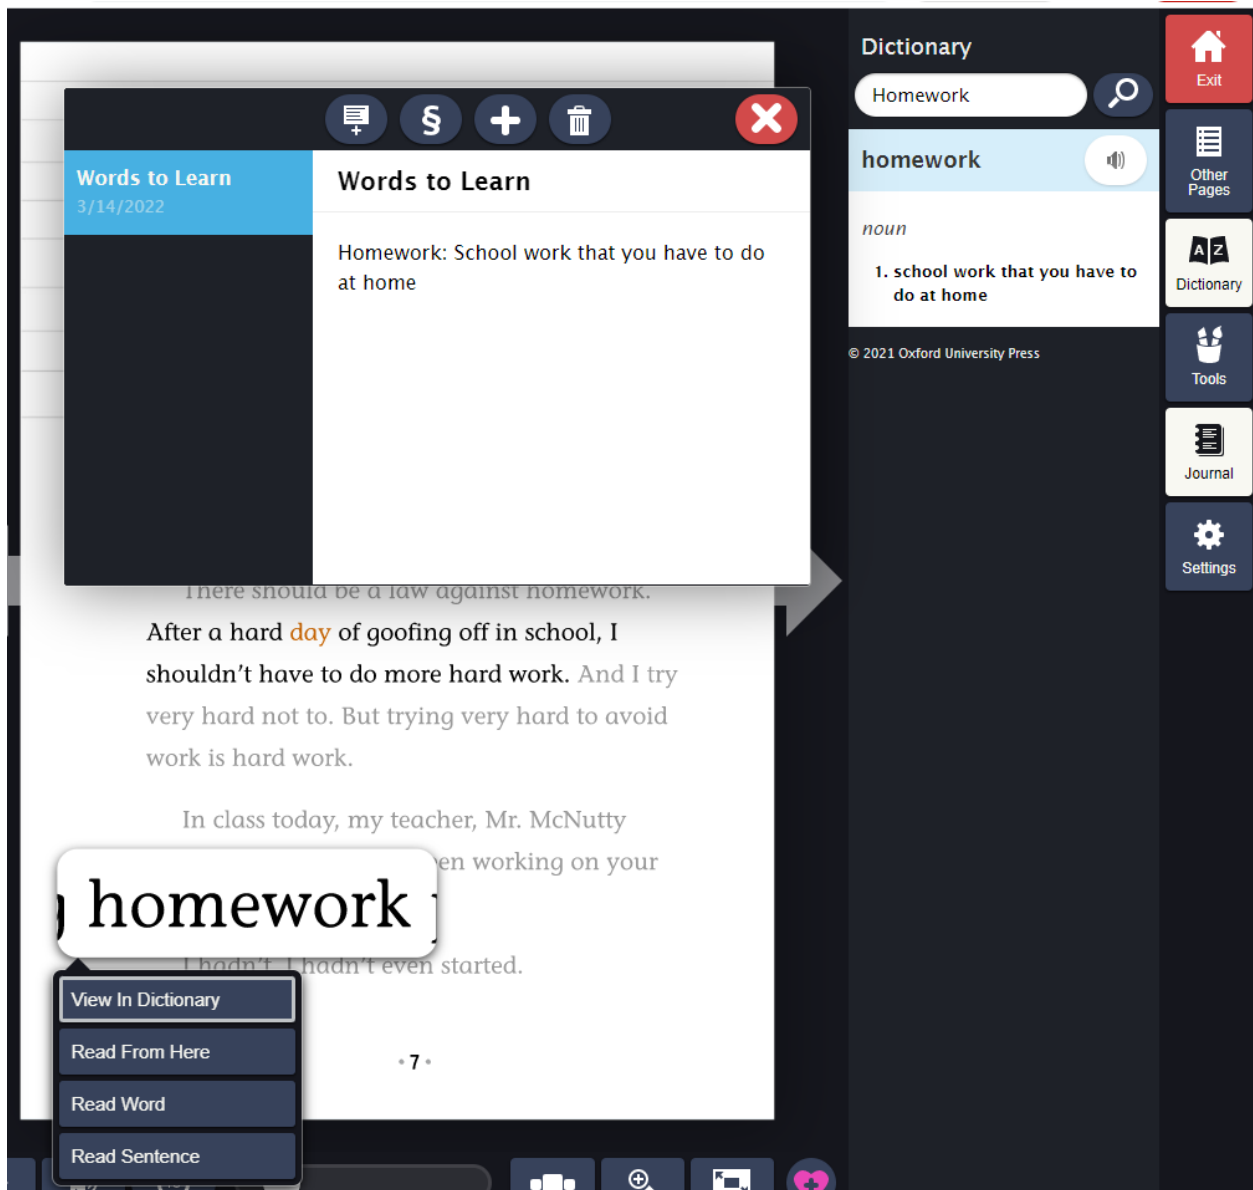 Words to Learn
3/14/2022
Words to Learn
Homework: School work that you have to do
at home
There should be a law against homework.
After a hard day of goofing off in school, I
shouldn't have to do more hard work. And I try
very hard not to. But trying very hard to avoid
work is hard work.
In class today, my teacher, Mr. McNutty
en working on your
homework
I hadn't. I hadn't even started.
View In Dictionary
Read From Here
Read Word
Read Sentence
• 7 •
Dictionary
Homework
homework
noun
1. school work that you have to
do at home
© 2021 Oxford University Press
Exit
Other
Pages
A Z
Dictionary
Tools
Journal
Settings